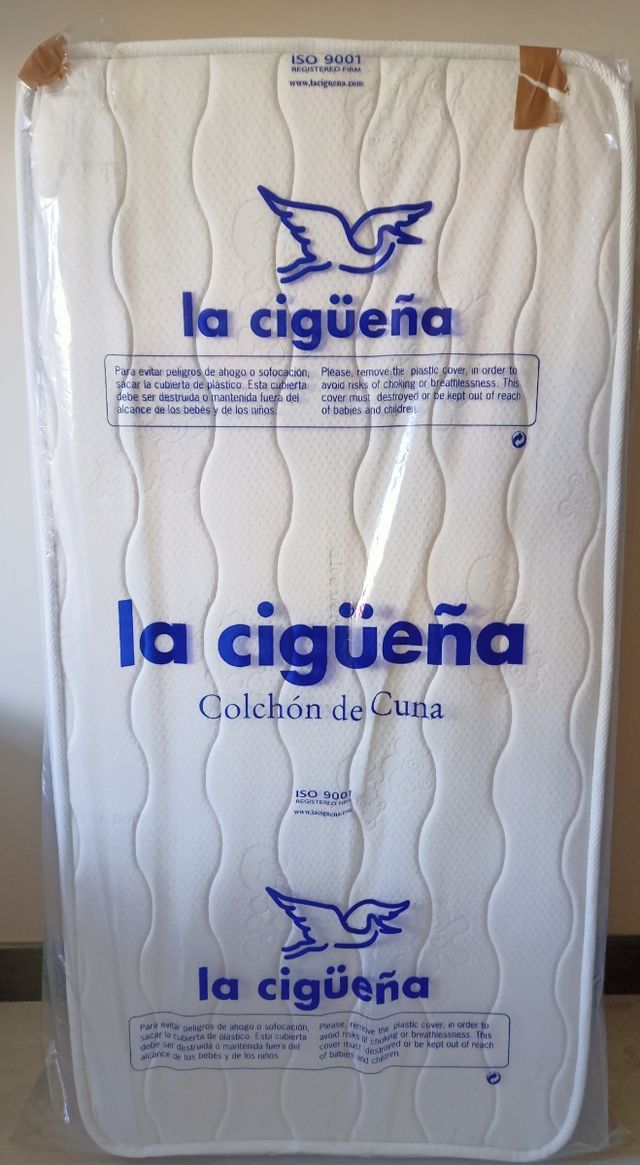 ISO 9001
REGISTERED FIRM
www.laciguena.com
la cigüeña
Para evitar peligros de ahogo o sofocación,
sacar la cubierta de plástico. Esta cubierta
debe ser destruida o mantenida fuera del
alcance de los bebés y de los niños.
Please, remove the plastic cover, in order to
avoid risks of choking or breathlessness. This
cover must destroyed or be kept out of reach
of babies and children.
la cigüeña
Colchón de Cuna
ISO 9001
REGISTERED FIRM
www.laciguena.com
la cigüeña
Para evitar peligros de ahogo o sofocación,
sacar la cubierta de plástico. Esta cubierta
debe ser destruida o mantenida fuera del
alcance de los bebés y de los niños.
Please, remove the plastic cover, in order to
avoid risks of choking or breathlessness. This
cover must destroyed or be kept out of reach
of babies and children.